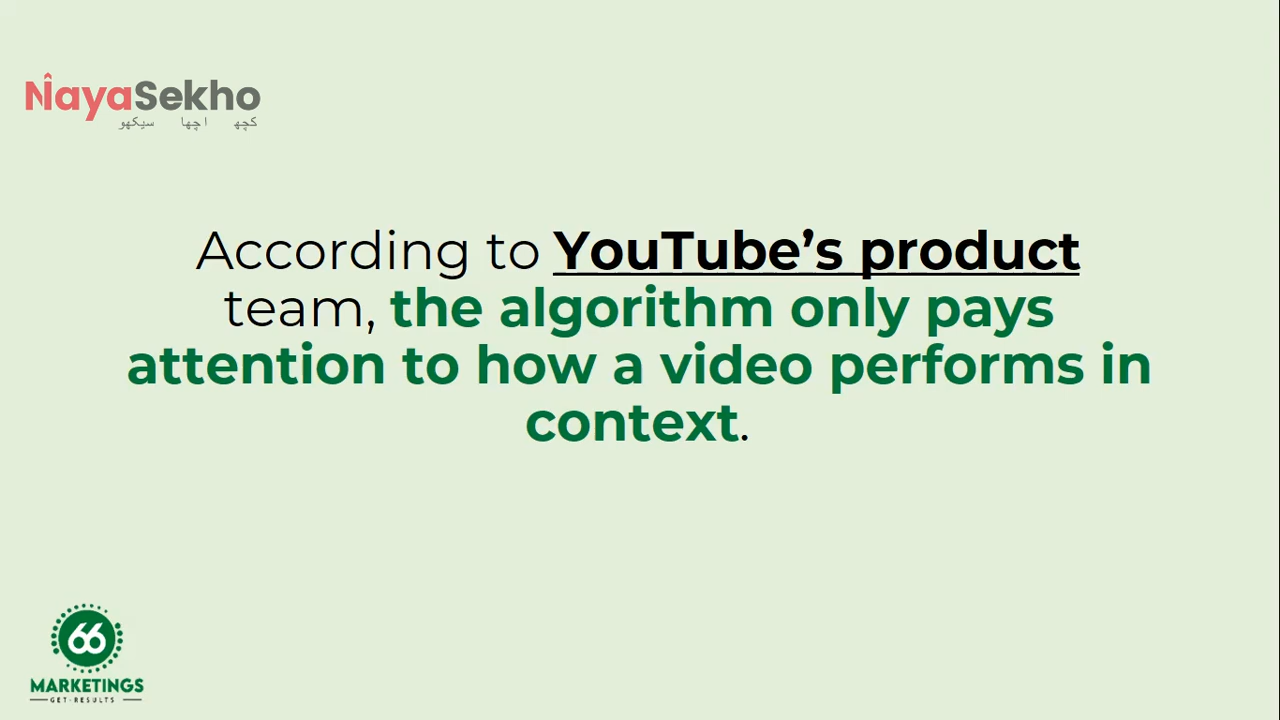 NayaSekho
کچھ اچھا سیکھو
According to YouTube’s product
team, the algorithm only pays
attention to how a video performs in
context.
66
MARKETINGS
GET-RESULTS